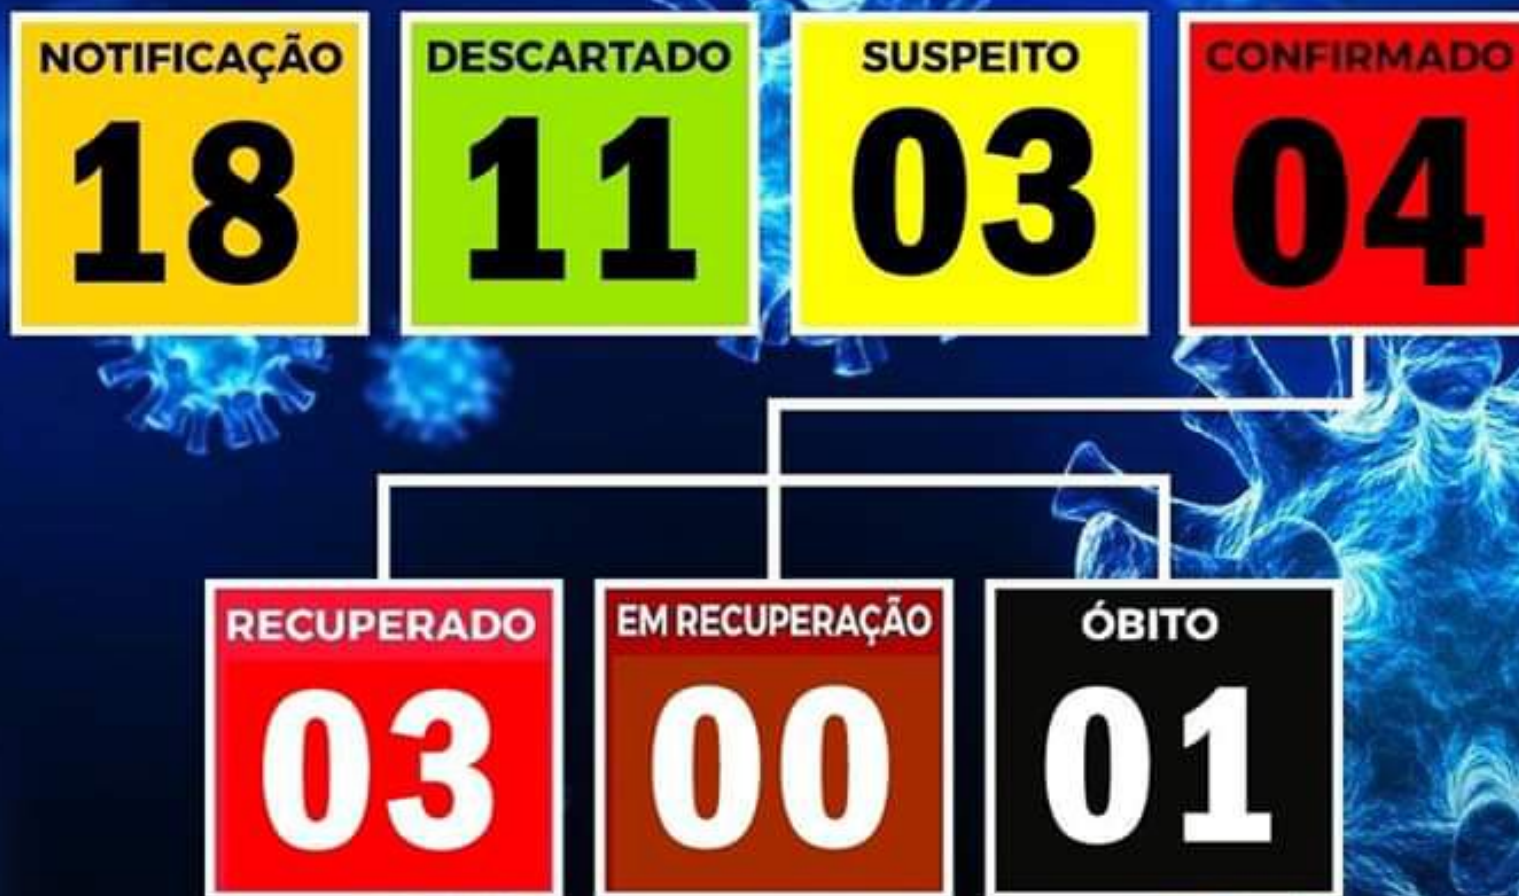 NOTIFICAÇÃO
18
DESCARTADO
11
SUSPEITO
03
CONFIRMADO
04
RECUPERADO
03
EM RECUPERAÇÃO
00
ÓBITO
01